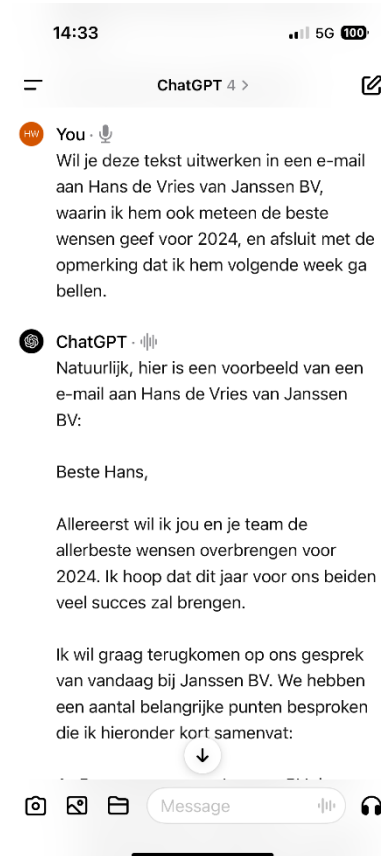 14:33
5G 100
ChatGPT 4 >
HW You ·
Wil je deze tekst uitwerken in een e-mail
aan Hans de Vries van Janssen BV,
waarin ik hem ook meteen de beste
wensen geef voor 2024, en afsluit met de
opmerking dat ik hem volgende week ga
bellen.
ChatGPT ·
Natuurlijk, hier is een voorbeeld van een
e-mail aan Hans de Vries van Janssen
BV:
Beste Hans,
Allereerst wil ik jou en je team de
allerbeste wensen overbrengen voor
2024. Ik hoop dat dit jaar voor ons beiden
veel succes zal brengen.
Ik wil graag terugkomen op ons gesprek
van vandaag bij Janssen BV. We hebben
een aantal belangrijke punten besproken
die ik hieronder kort samenvat:
Message